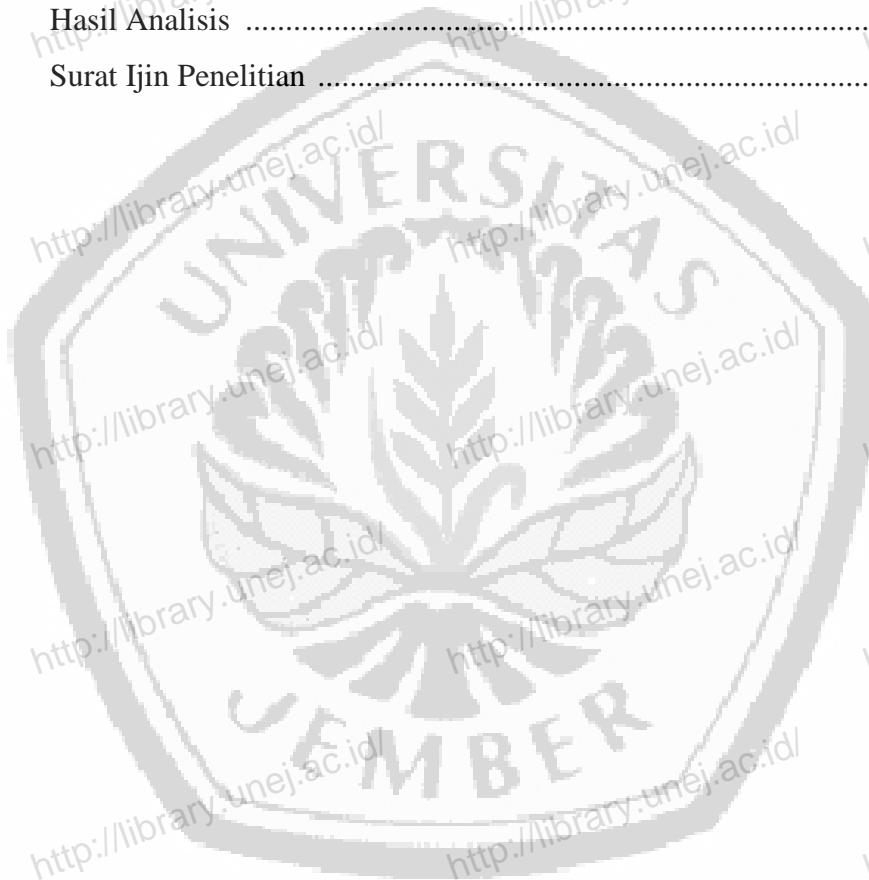 Hasil Analisis ........................................................................................
Surat Ijin Penelitian ...............................................................................
http://library.unej.ac.id/ http://library.unej.ac.id/
UNIVERSITAS
http://library.unej.ac.id/ http://library.unej.ac.id/
http://library.unej.ac.id/ http://library.unej.ac.id/
http://library.unej.ac.id/ http://library.unej.ac.id/
JEMBER
http://library.unej.ac.id/ http://library.unej.ac.id/